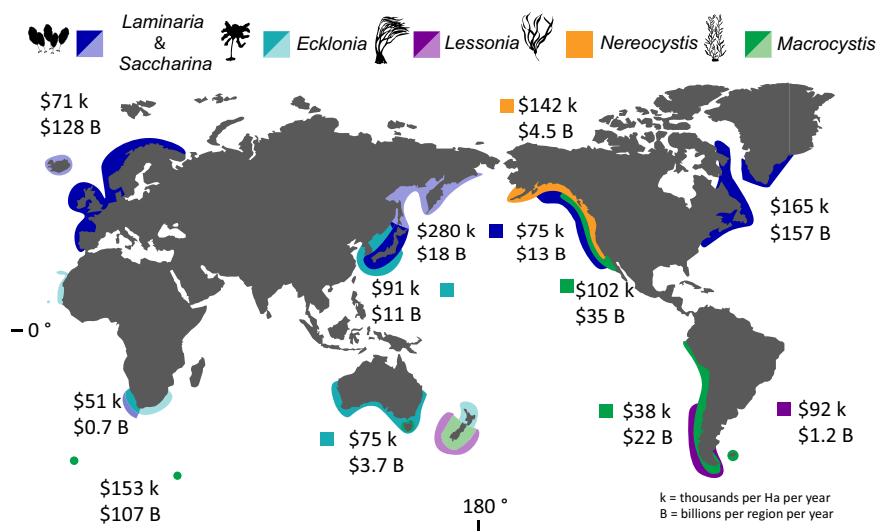 Laminaria
&
Saccharina
Ecklonia
Lessonia
Nereocystis
Macrocystis
$71 k
$128 B
$142 k
$4.5 B
$165 k
$157 B
$280 k
$18 B
$75 k
$13 B
$91 k
$11 B
$102 k
$35 B
0 °
$51 k
$0.7 B
$75 k
$3.7 B
$38 k
$22 B
$92 k
$1.2 B
$153 k
$107 B
180 °
k = thousands per Ha per year
B = billions per region per year